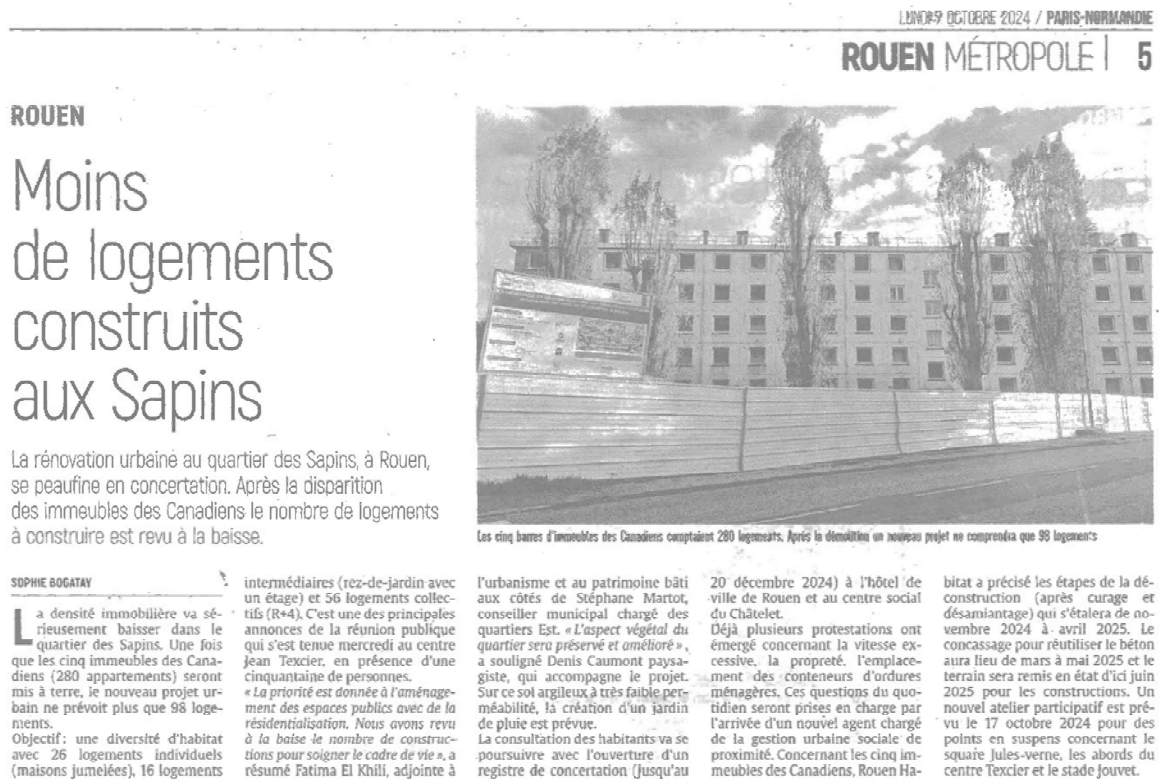 OCTOBRE 2024 / PARIS-NORMANDIE
ROUEN MÉTROPOLE | 5
ROUEN
Moins
de logements
construits
aux Sapins
La rénovation urbaine au quartier des Sapins, à Rouen,
se peaufine en concertation. Après la disparition
des immeubles des Canadiens le nombre de logements
à construire est revu à la baisse.
Les cinq barres d'immeubles des Canadiens comptaient 280 logements. Après la démolition un nouveau projet ne comprendra que 98 logements
SOPHIE BOGATAY
La densité immobilière va sé-
rieusement baisser dans le
quartier des Sapins. Une fois
que les cinq immeubles des Cana-
diens (280 appartements) seront
mis à terre, le nouveau projet ur-
bain ne prévoit plus que 98 loge-
ments.
Objectif : une diversité d'habitat
avec 26 logements individuels
(maisons jumelées), 16 logements
intermédiaires (rez-de-jardin avec
un étage) et 56 logements collec-
tifs (R+4). C'est une des principales
annonces de la réunion publique
qui s'est tenue mercredi au centre
Jean Texcier, en présence d'une
cinquantaine de personnes.
« La priorité est donnée à l'aménage-
ment des espaces publics avec de la
résidentialisation. Nous avons revu
à la baise le nombre de construc-
tions pour soigner le cadre de vie », a
résumé Fatima El Khili, adjointe à
l'urbanisme et au patrimoine bâti
aux côtés de Stéphane Martot,
conseiller municipal chargé des
quartiers Est. « L'aspect végétal du
quartier sera préservé et amélioré »,
a souligné Denis Caumont paysa-
giste, qui accompagne le projet.
Sur ce sol argileux à très faible per-
méabilité, la création d'un jardin
de pluie est prévue.
La consultation des habitants va se
poursuivre avec l'ouverture d'un
registre de concertation (jusqu'au
20 décembre 2024) à l'hôtel de
ville de Rouen et au centre social
du Châtelet.
Déjà plusieurs protestations ont
émergé concernant la vitesse ex-
cessive, la propreté, l'emplace-
ment des conteneurs d'ordures
ménagères. Ces questions du quo-
tidien seront prises en charge par
l'arrivée d'un nouvel agent chargé
de la gestion urbaine sociale de
proximité. Concernant les cinq im-
meubles des Canadiens, Rouen Ha-
bitat a précisé les étapes de la dé-
construction (après curage et
désamiantage) qui s'étalera de no-
vembre 2024 à avril 2025. Le
concassage pour réutiliser le béton
aura lieu de mars à mai 2025 et le
terrain sera remis en état d'ici juin
2025 pour les constructions. Un
nouvel atelier participatif est pré-
vu le 17 octobre 2024 pour des
points en suspens concernant le
square Jules-verne, les abords du
centre Texcier et le stade Jouvet.